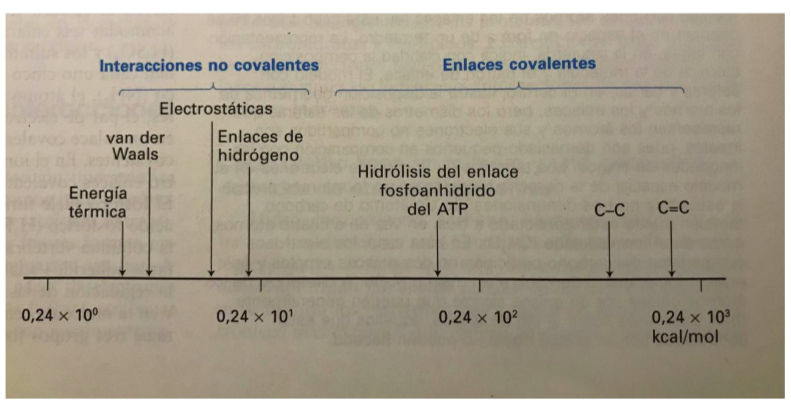 Interacciones no covalentes
Enlaces covalentes
Electrostáticas
van der
Waals
Enlaces de
hidrógeno
Energía
térmica
Hidrólisis del enlace
fosfoanhidrido
del ATP
C–C
C=C
0,24 × 10⁰
0,24 × 10¹
0,24 × 10²
0,24 × 10³
kcal/mol